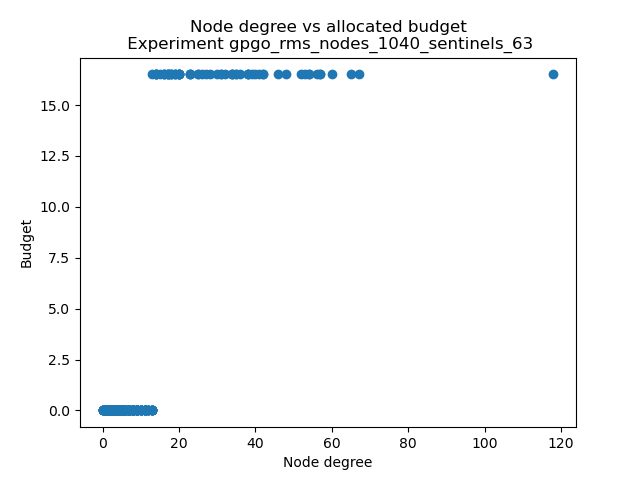 Node degree vs allocated budget
Experiment gpgo_rms_nodes_1040_sentinels_63
15.0
12.5
10.0
7.5
5.0
2.5
0.0
Budget
0 20 40 60 80 100 120
Node degree